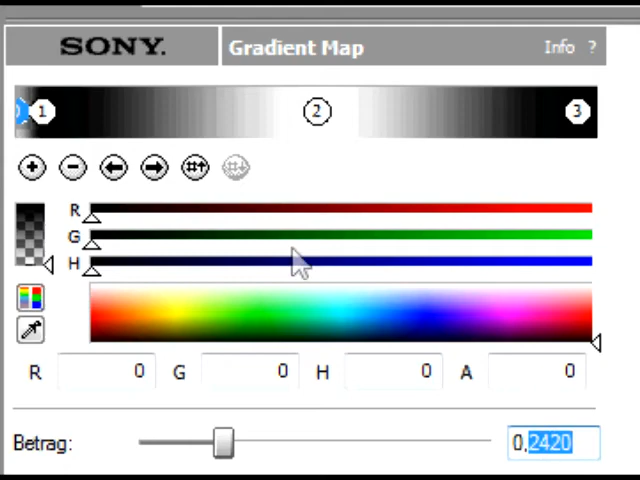 SONY. Gradient Map Info ?
1 2 3
R
G
H
R 0 G 0 H 0 A 0
Betrag: 0,2420